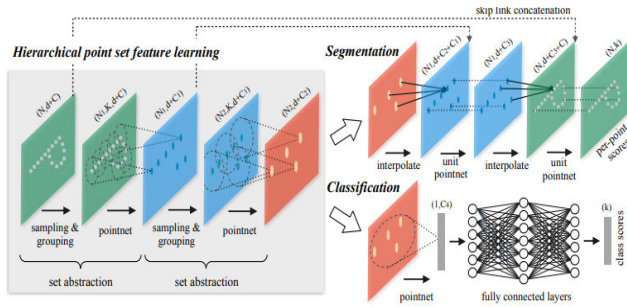 skip link concatenation
Hierarchical point set feature learning
(N,d+C)
(N1,K,d+C)
(N1,d+C1)
(N2,K,d+C1)
(N2,d+C2)
sampling &
grouping
pointnet
sampling &
grouping
pointnet
set abstraction
set abstraction
Segmentation
(N1,d+C2+C1)
(N1,d+C3)
(N,d+C3+C)
(N,k)
interpolate
unit
pointnet
interpolate
unit
pointnet
per-point
scores
Classification
(1,C4)
(k)
class scores
pointnet
fully connected layers